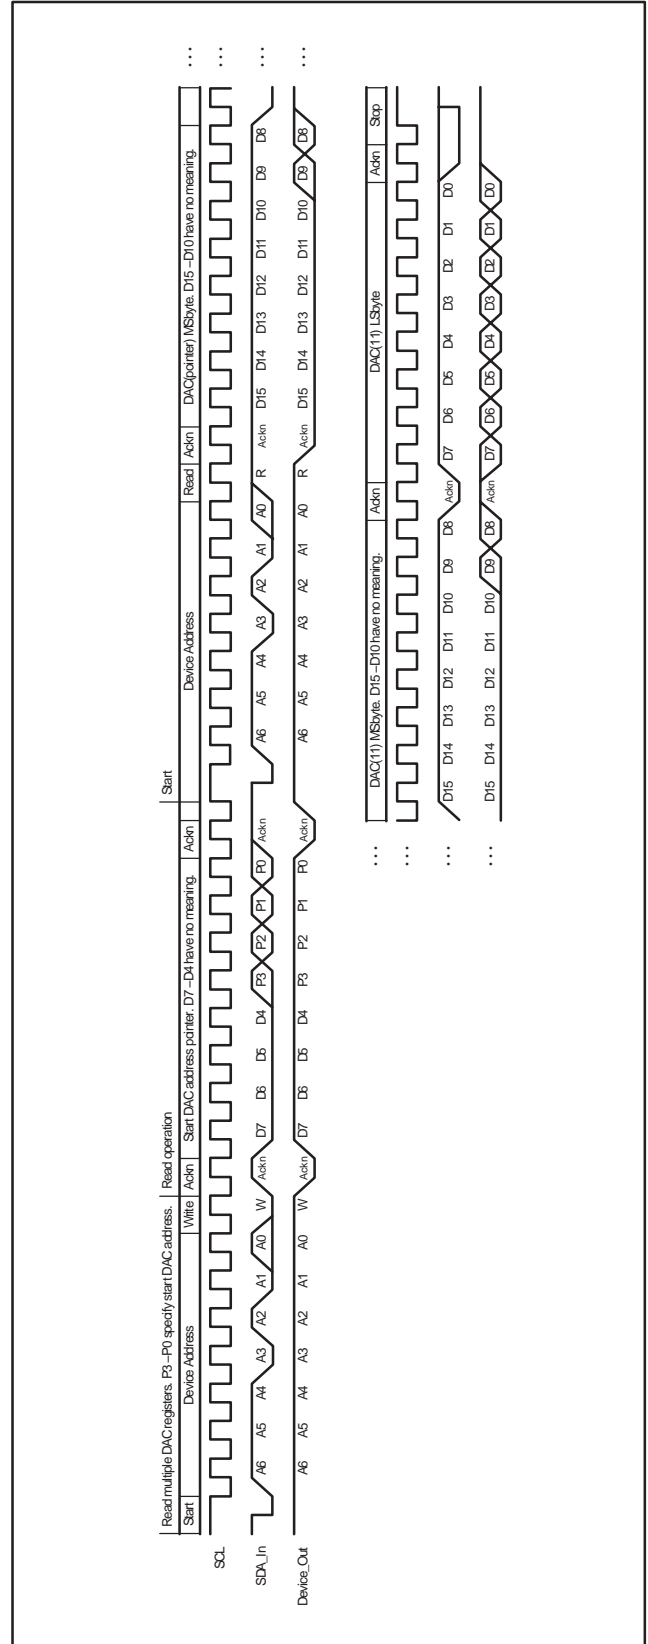 Read multiple DAC registers. P3 – P0 specify start DAC address. Read operation Start
Start Device Address Write Ackn Start DAC address pointer. D7 – D4 have no meaning. Ackn Device Address Read Ackn DAC(pointer) MSbyte. D15 – D10 have no meaning. ...
SCL ...
SDA_In A6 A5 A4 A3 A2 A1 A0 W Ackn D7 D6 D5 D4 P3 P2 P1 P0 Ackn A6 A5 A4 A3 A2 A1 A0 R Ackn D15 D14 D13 D12 D11 D10 D9 D8 ...
Device_Out A6 A5 A4 A3 A2 A1 A0 W Ackn D7 D6 D5 D4 P3 P2 P1 P0 Ackn A6 A5 A4 A3 A2 A1 A0 R Ackn D15 D14 D13 D12 D11 D10 D9 D8 ...
... DAC(11) MSbyte. D15 – D10 have no meaning. Ackn DAC(11) LSbyte Ackn Stop
...
... D15 D14 D13 D12 D11 D10 D9 D8 Ackn D7 D6 D5 D4 D3 D2 D1 D0
... D15 D14 D13 D12 D11 D10 D9 D8 Ackn D7 D6 D5 D4 D3 D2 D1 D0